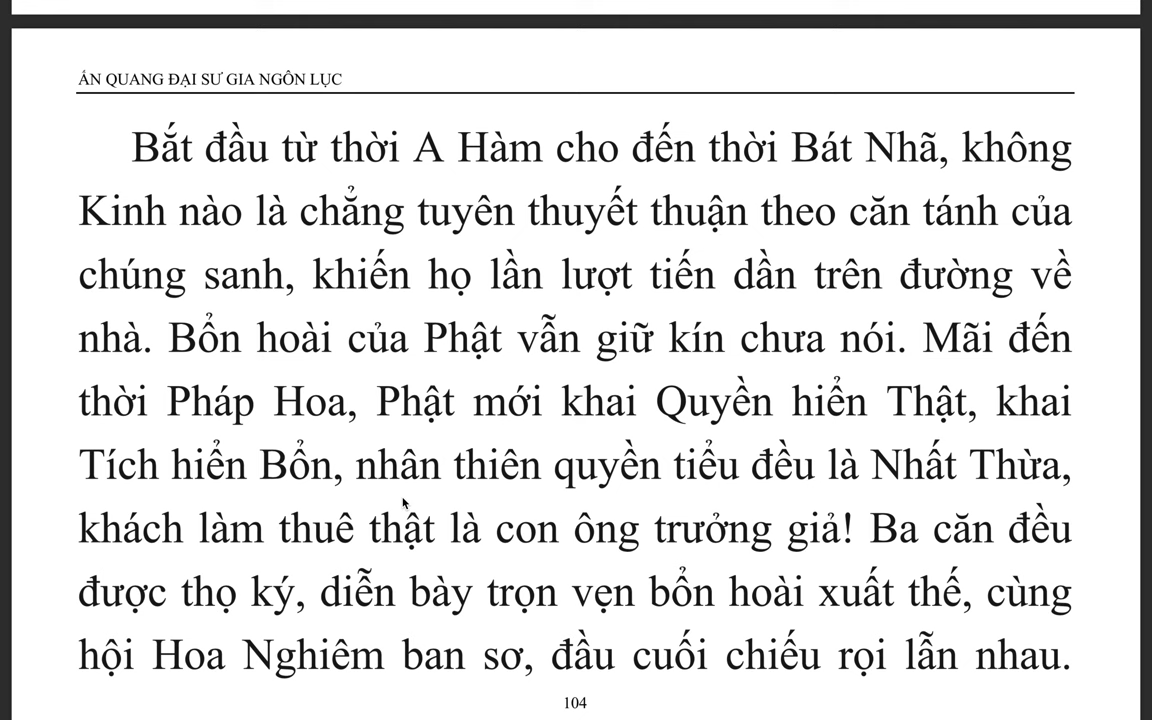 ẤN QUANG ĐẠI SƯ GIA NGÔN LỤC
Bắt đầu từ thời A Hàm cho đến thời Bát Nhã, không
Kinh nào là chẳng tuyên thuyết thuận theo căn tánh của
chúng sanh, khiến họ lần lượt tiến dần trên đường về
nhà. Bổn hoài của Phật vẫn giữ kín chưa nói. Mãi đến
thời Pháp Hoa, Phật mới khai Quyền hiển Thật, khai
Tích hiển Bổn, nhân thiên quyền tiểu đều là Nhất Thừa,
khách làm thuê thật là con ông trưởng giả! Ba căn đều
được thọ ký, diễn bày trọn vẹn bổn hoài xuất thế, cùng
hội Hoa Nghiêm ban sơ, đầu cuối chiếu rọi lẫn nhau.
104